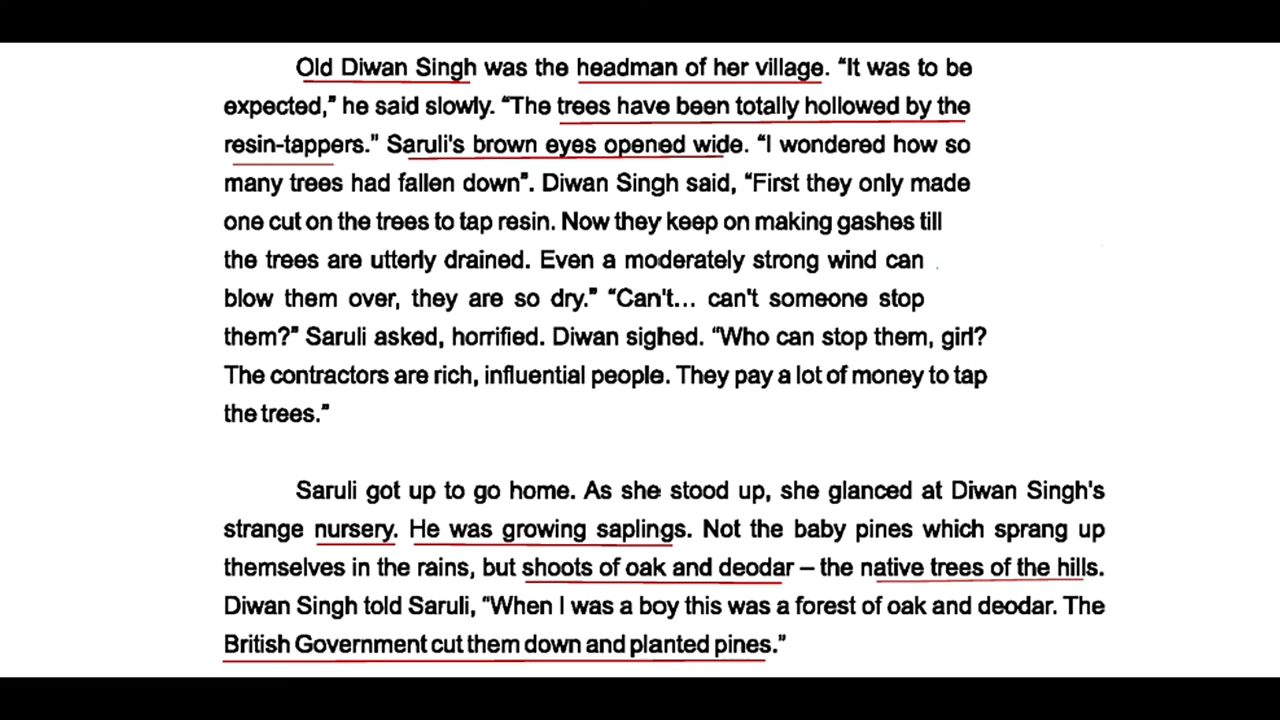 Old Diwan Singh was the headman of her village. "It was to be
expected," he said slowly. "The trees have been totally hollowed by the
resin-tappers." Saruli's brown eyes opened wide. "I wondered how so
many trees had fallen down". Diwan Singh said, "First they only made
one cut on the trees to tap resin. Now they keep on making gashes till
the trees are utterly drained. Even a moderately strong wind can
blow them over, they are so dry." "Can't... can't someone stop
them?" Saruli asked, horrified. Diwan sighed. "Who can stop them, girl?
The contractors are rich, influential people. They pay a lot of money to tap
the trees."
Saruli got up to go home. As she stood up, she glanced at Diwan Singh's
strange nursery. He was growing saplings. Not the baby pines which sprang up
themselves in the rains, but shoots of oak and deodar – the native trees of the hills.
Diwan Singh told Saruli, "When I was a boy this was a forest of oak and deodar. The
British Government cut them down and planted pines."